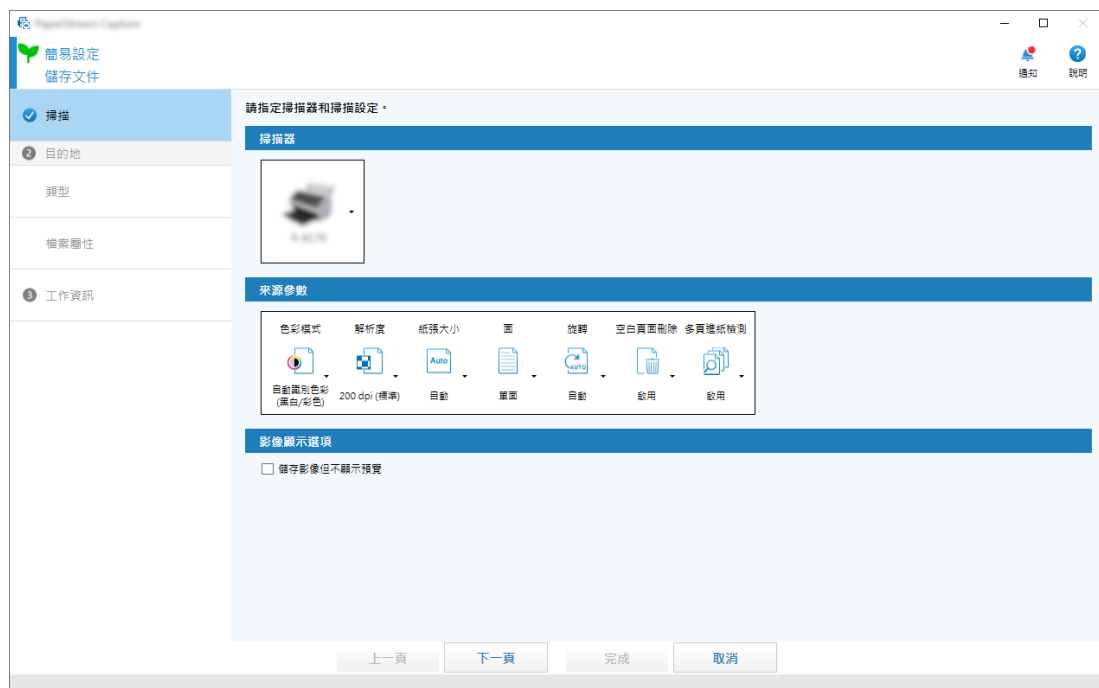 簡易設定
儲存文件
通知
說明
掃描
2 目的地
類型
檔案屬性
3 工作資訊
請指定掃描器和掃描設定。
掃描器
來源參數
色彩模式 解析度 紙張大小 面 旋轉 空白頁面刪除 多頁進紙檢測
Auto AUTO
自動識別色彩
(黑白/彩色)
200 dpi (標準) 自動 單面 自動 啟用 啟用
影像顯示選項
儲存影像但不顯示預覽
上一頁 下一頁 完成 取消